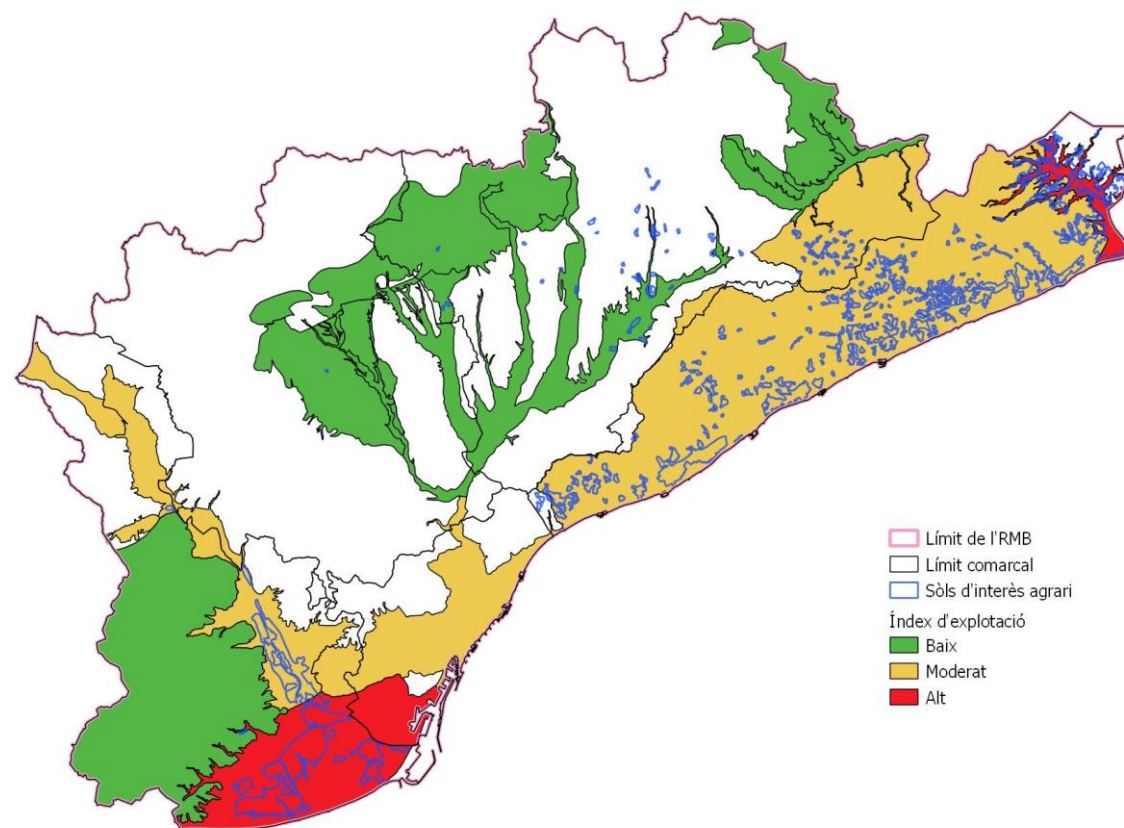 Límit de l'RMB
Límit comarcal
Sòls d'interès agrari
Índex d'explotació
Baix
Moderat
Alt